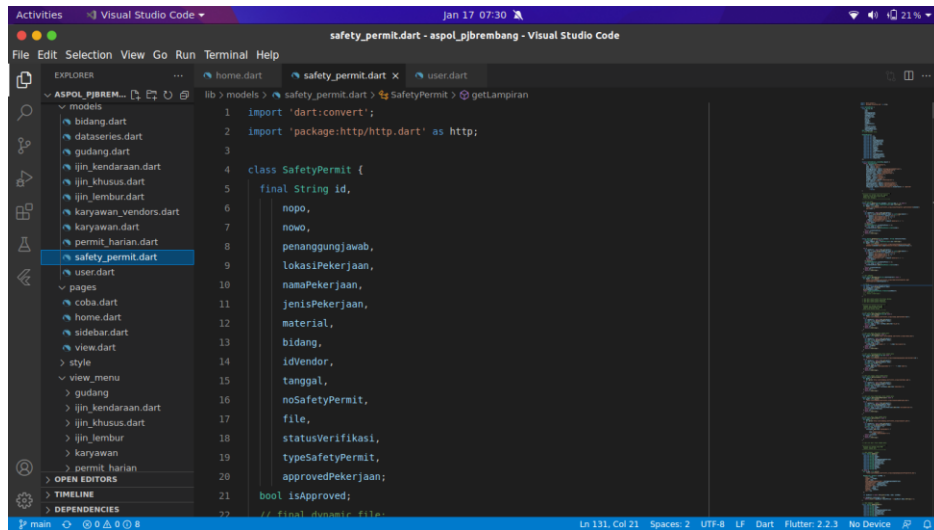 Activities Visual Studio Code Jan 17 07:30 21%
safety_permit.dart - aspol_pjbrembang - Visual Studio Code
File Edit Selection View Go Run Terminal Help
EXPLORER ...
home.dart safety_permit.dart user.dart
ASPOL_PJBREM...
lib > models > safety_permit.dart > SafetyPermit > getLampiran
models
bidang.dart
dataseries.dart
gudang.dart
ijin_kendaraan.dart
ijin_khusus.dart
ijin_lembur.dart
karyawan_vendors.dart
karyawan.dart
permit_harian.dart
safety_permit.dart
user.dart
pages
coba.dart
home.dart
sidebar.dart
view.dart
> style
view_menu
> gudang
> ijin_kendaraan.dart
> ijin_khusus.dart
> ijin_lembur
> karyawan
> permit_harian
> OPEN EDITORS
> TIMELINE
> DEPENDENCIES
1 import 'dart:convert';
2 import 'package:http/http.dart' as http;
3
4 class SafetyPermit {
5 final String id,
6 nopo,
7 nowo,
8 penanggungjawab,
9 lokasiPekerjaan,
10 namaPekerjaan,
11 jenisPekerjaan,
12 material,
13 bidang,
14 idVendor,
15 tanggal,
16 noSafetyPermit,
17 file,
18 statusVerifikasi,
19 typeSafetyPermit,
20 approvedPekerjaan;
21 bool isApproved;
22 // final dynamic file;
main 0 0 0 8 Ln 131, Col 21 Spaces: 2 UTF-8 LF Dart Flutter: 2.2.3 No Device